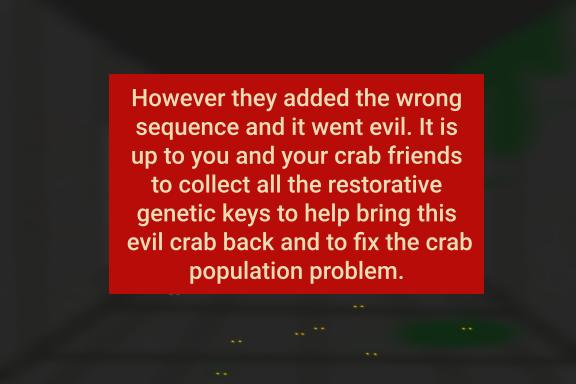 However they added the wrong
sequence and it went evil. It is
up to you and your crab friends
to collect all the restorative
genetic keys to help bring this
evil crab back and to fix the crab
population problem.